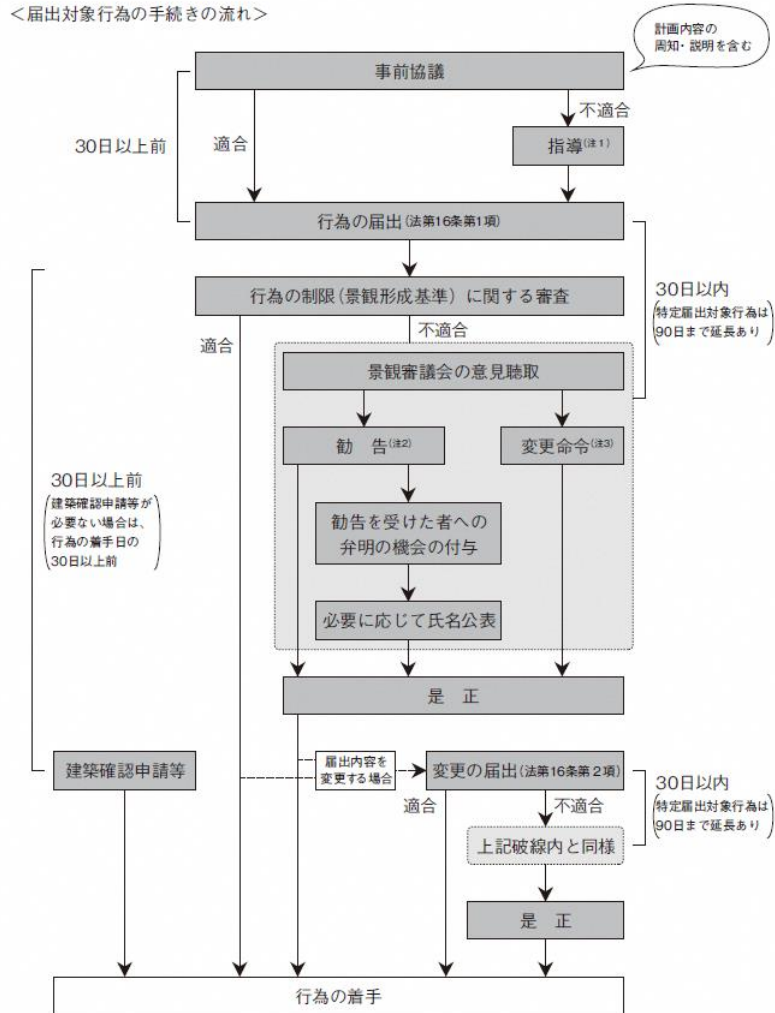 ＜届出対象行為の手続きの流れ＞
計画内容の
周知・説明を含む
事前協議
30日以上前
適合
不適合
指導(注1)
行為の届出(法第16条第1項)
行為の制限(景観形成基準)に関する審査
30日以内
(特定届出対象行為は
90日まで延長あり)
適合
不適合
景観審議会の意見聴取
勧　告(注2)
変更命令(注3)
30日以上前
(建築確認申請等が
必要ない場合は、
行為の着手日の
30日以上前)
勧告を受けた者への
弁明の機会の付与
必要に応じて氏名公表
是　正
建築確認申請等
届出内容を
変更する場合
変更の届出(法第16条第2項)
30日以内
(特定届出対象行為は
90日まで延長あり)
適合
不適合
上記破線内と同様
是　正
行為の着手